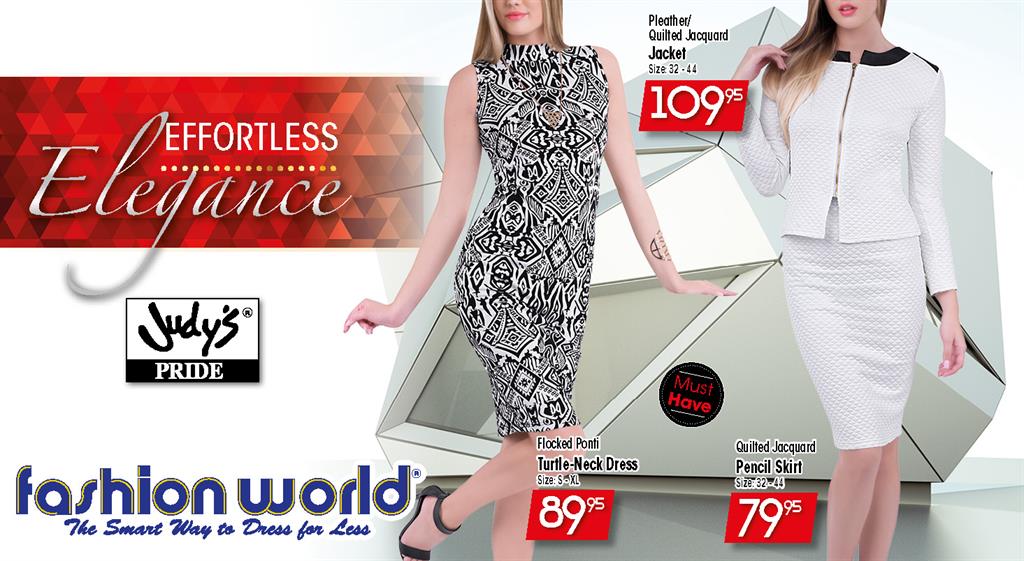 EFFORTLESS
Elegance
Judy's®
PRIDE
fashion world®
The Smart Way to Dress for Less
Pleather/
Quilted Jacquard
Jacket
Size: 32 - 44
109 95
Must
Have
Flocked Ponti
Turtle-Neck Dress
Size: S - XL
89 95
Quilted Jacquard
Pencil Skirt
Size: 32 - 44
79 95